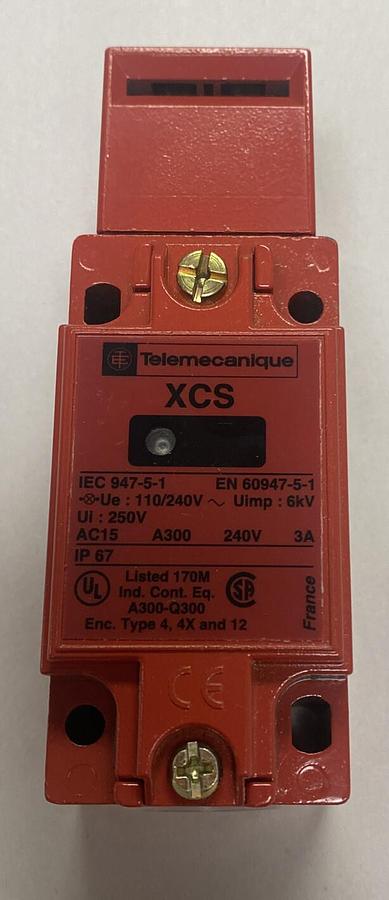 Telemecanique
XCS
IEC 947-5-1 EN 60947-5-1
Ue : 110/240V ~ Uimp : 6kV
Ui : 250V
AC15 A300 240V 3A
IP 67
UL Listed 170M SA
Ind. Cont. Eq.
A300-Q300
Enc. Type 4, 4X and 12
France
CE